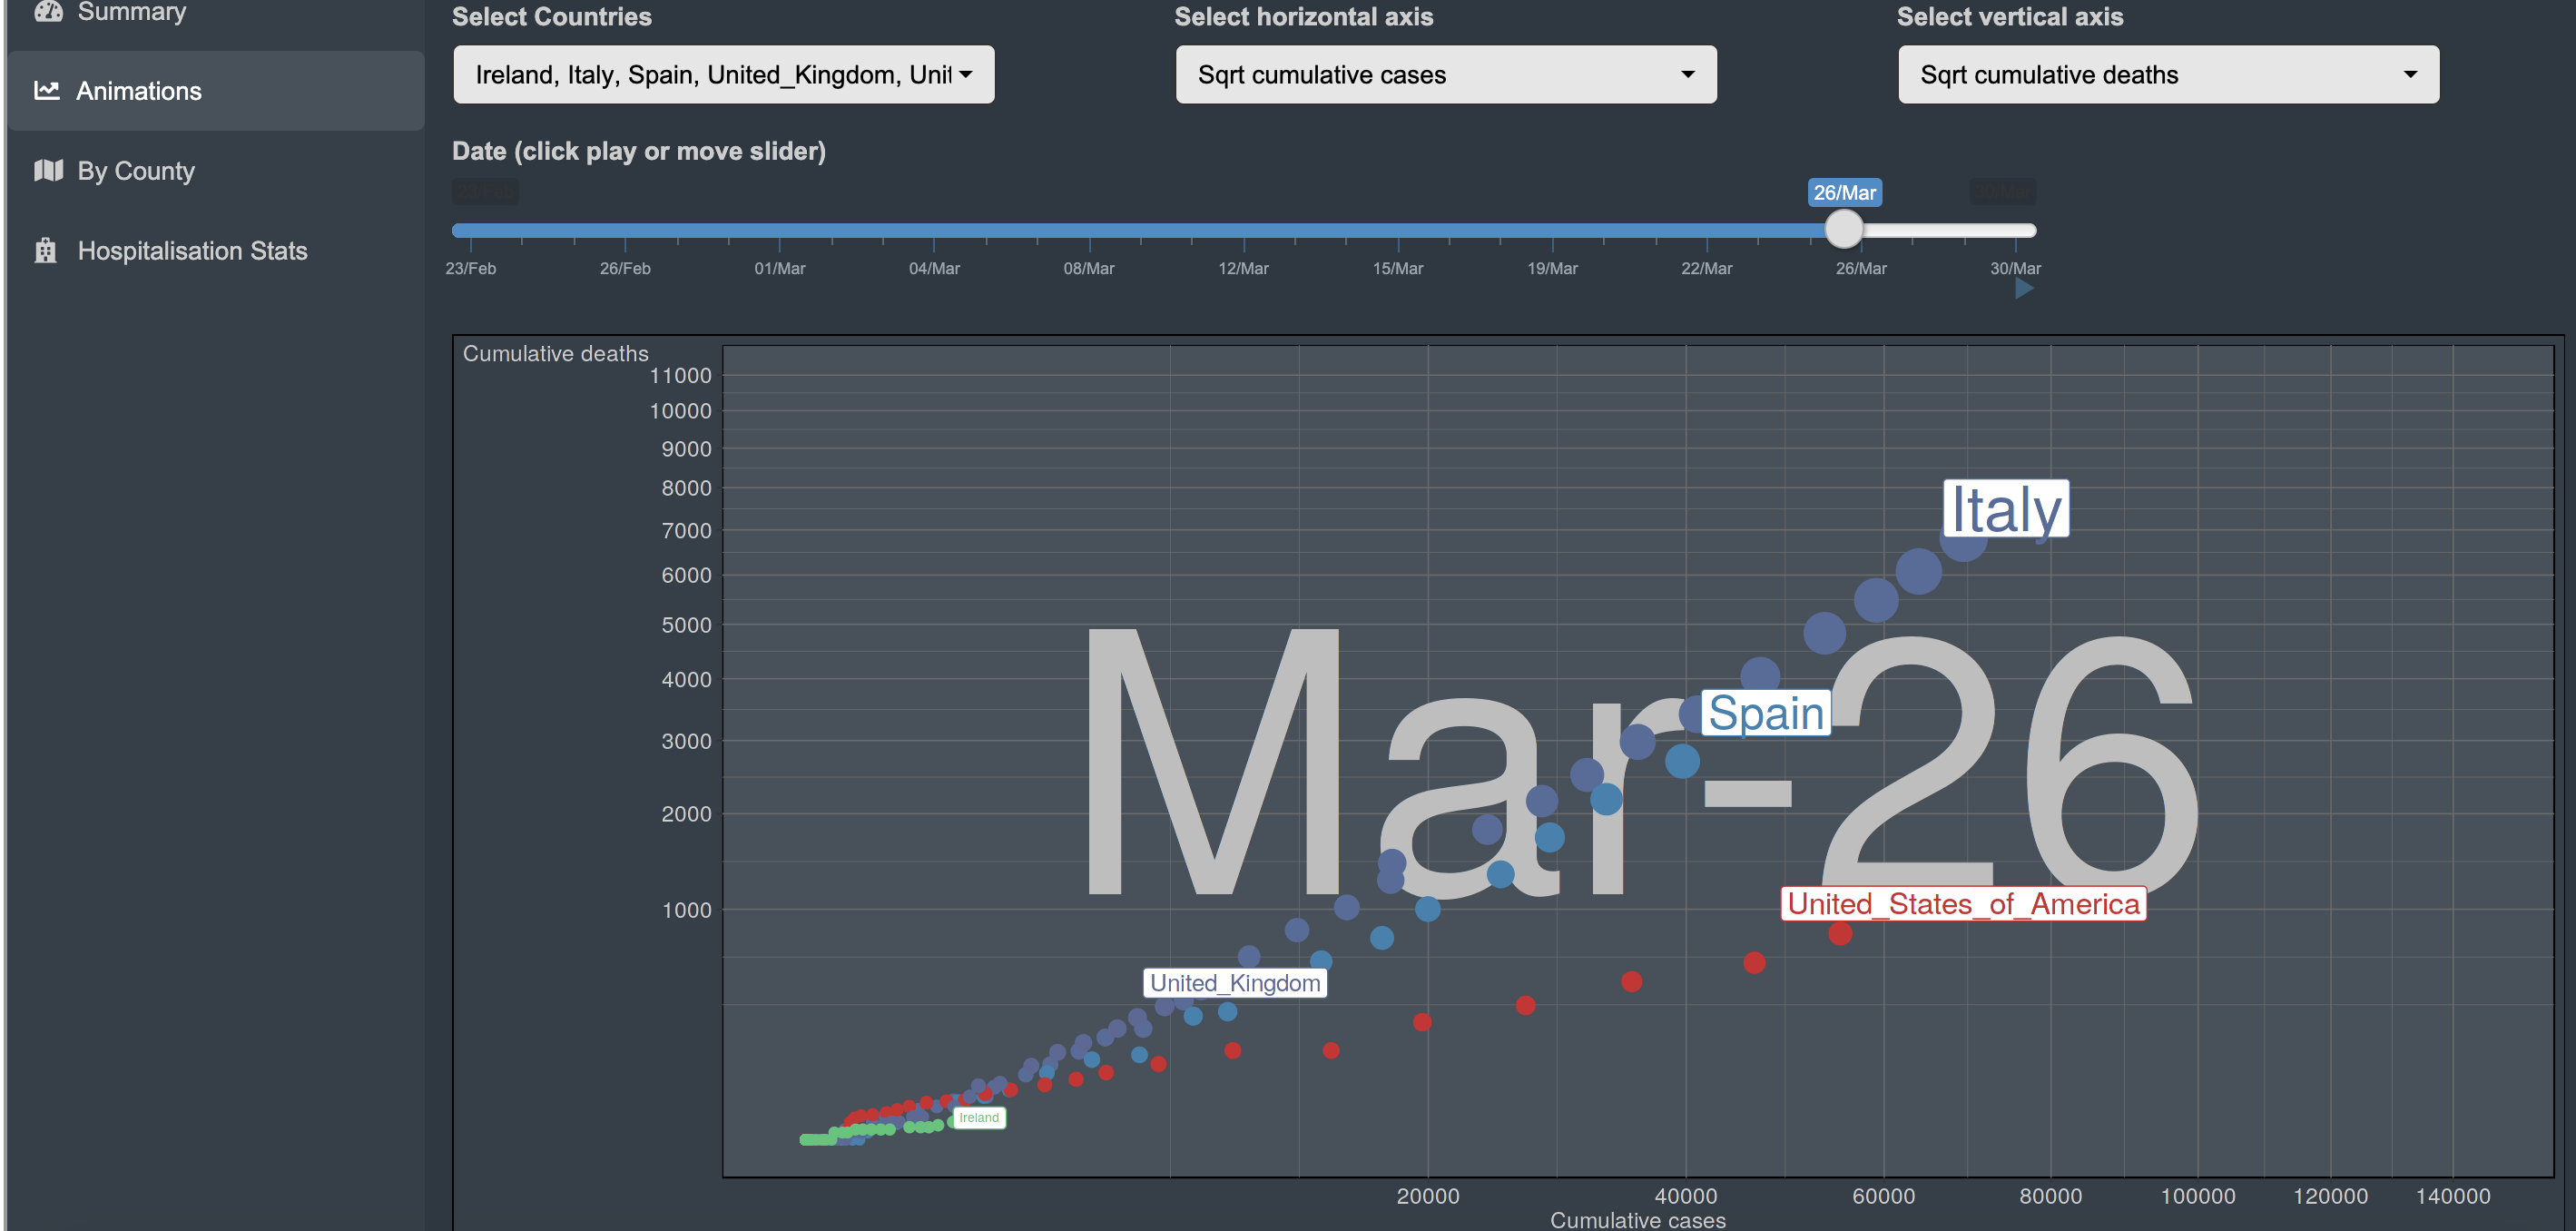 Summary
Animations
By County
Hospitalisation Stats
Select Countries
Select horizontal axis
Select vertical axis
Ireland, Italy, Spain, United_Kingdom, Unit
Sqrt cumulative cases
Sqrt cumulative deaths
Date (click play or move slider)
26/Mar
23/Feb 26/Feb 01/Mar 04/Mar 08/Mar 12/Mar 15/Mar 19/Mar 22/Mar 26/Mar 30/Mar
Cumulative deaths
11000
10000
9000
8000
7000
6000
5000
4000
3000
2000
1000
Mar-26
Italy
Spain
United_States_of_America
United_Kingdom
Ireland
20000 40000 60000 80000 100000 120000 140000
Cumulative cases